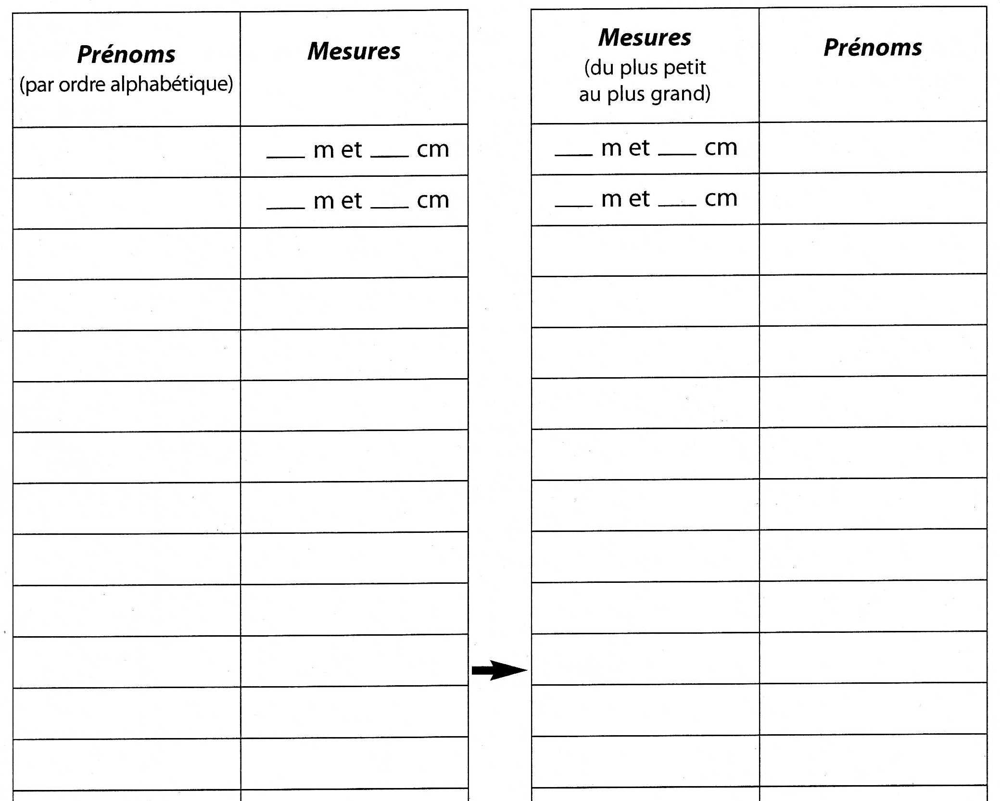 Prénoms
(par ordre alphabétique)
Mesures
___ m et ___ cm
___ m et ___ cm
Mesures
(du plus petit
au plus grand)
Prénoms
___ m et ___ cm
___ m et ___ cm